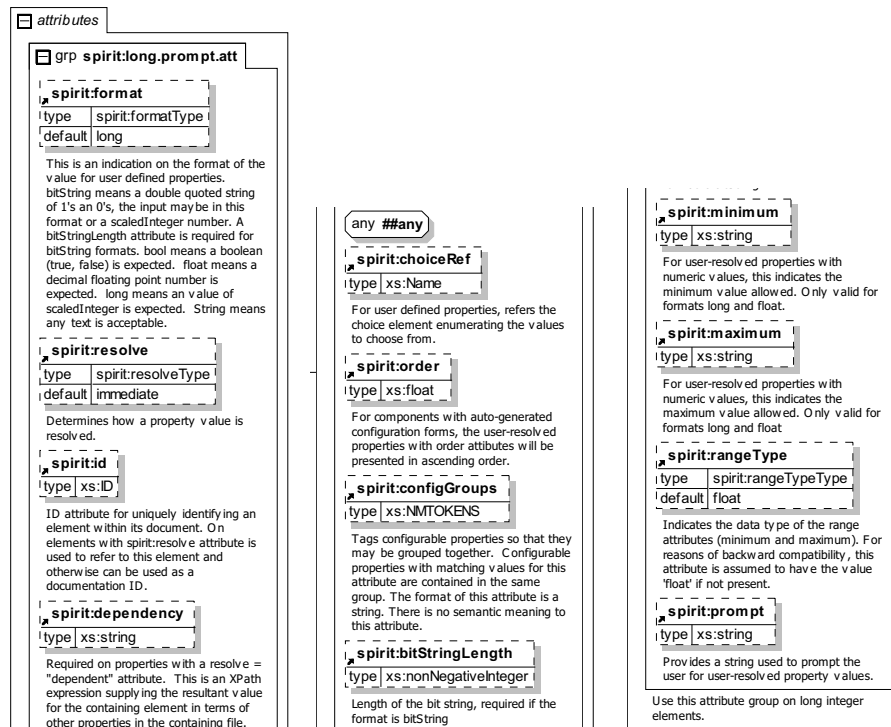 attributes
grp spirit:long.prompt.att
spirit:format
type spirit:formatType
default long
This is an indication on the format of the
value for user defined properties.
bitString means a double quoted string
of 1's an 0's, the input may be in this
format or a scaledInteger number. A
bitStringLength attribute is required for
bitString formats. bool means a boolean
(true, false) is expected. float means a
decimal floating point number is
expected. long means an value of
scaledInteger is expected. String means
any text is acceptable.
spirit:resolve
type spirit:resolveType
default immediate
Determines how a property value is
resolved.
spirit:id
type xs:ID
ID attribute for uniquely identifying an
element within its document. On
elements with spirit:resolve attribute is
used to refer to this element and
otherwise can be used as a
documentation ID.
spirit:dependency
type xs:string
Required on properties with a resolve =
"dependent" attribute. This is an XPath
expression supplying the resultant value
for the containing element in terms of
other properties in the containing file.
any ##any
spirit:choiceRef
type xs:Name
For user defined properties, refers the
choice element enumerating the values
to choose from.
spirit:order
type xs:float
For components with auto-generated
configuration forms, the user-resolved
properties with order attibutes will be
presented in ascending order.
spirit:configGroups
type xs:NMTOKENS
Tags configurable properties so that they
may be grouped together. Configurable
properties with matching values for this
attribute are contained in the same
group. The format of this attribute is a
string. There is no semantic meaning to
this attribute.
spirit:bitStringLength
type xs:nonNegativeInteger
Length of the bit string, required if the
format is bitString
spirit:minimum
type xs:string
For user-resolved properties with
numeric values, this indicates the
minimum value allowed. Only valid for
formats long and float.
spirit:maximum
type xs:string
For user-resolved properties with
numeric values, this indicates the
maximum value allowed. Only valid for
formats long and float
spirit:rangeType
type spirit:rangeTypeType
default float
Indicates the data type of the range
attributes (minimum and maximum). For
reasons of backward compatibility, this
attribute is assumed to have the value
'float' if not present.
spirit:prompt
type xs:string
Provides a string used to prompt the
user for user-resolved property values.
Use this attribute group on long integer
elements.